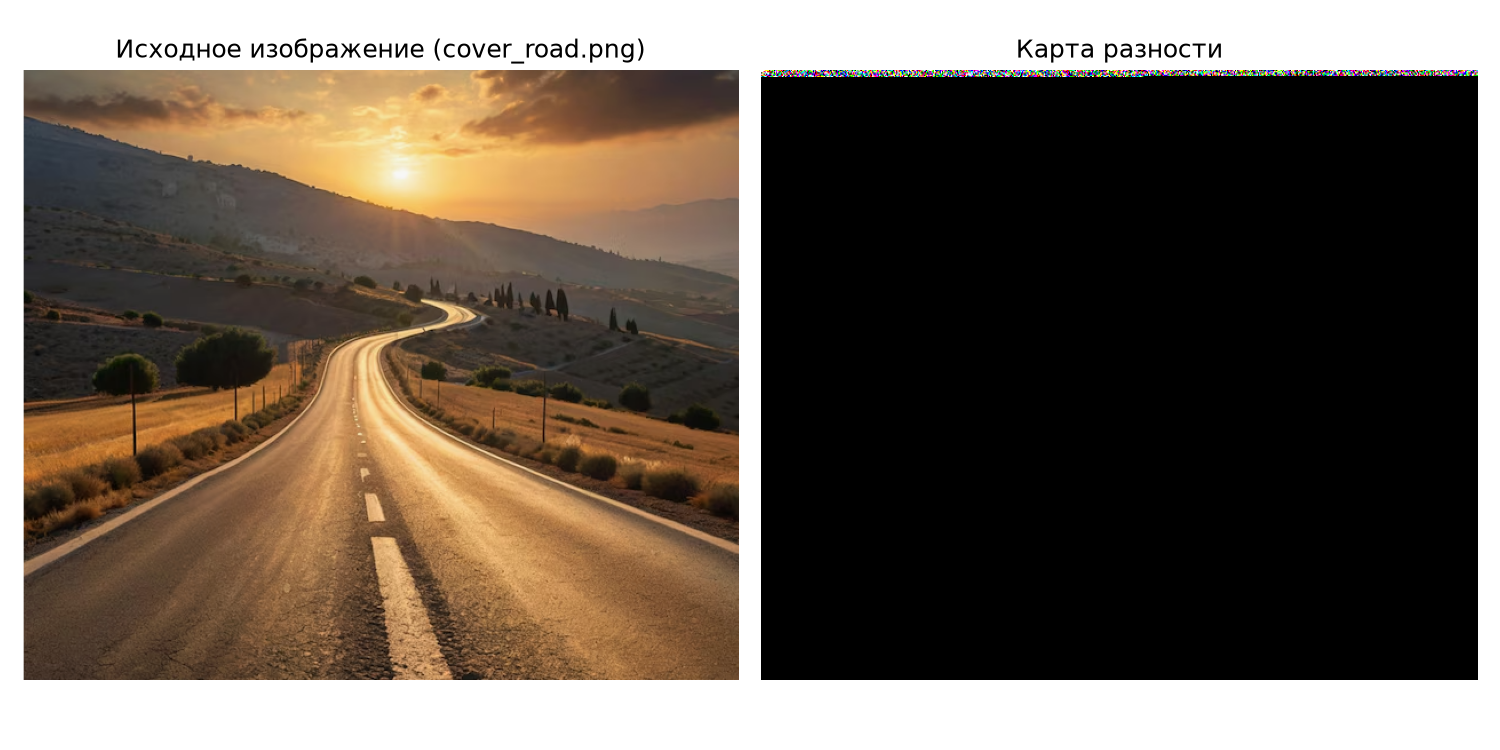 Исходное изображение (cover_road.png)
Карта разности